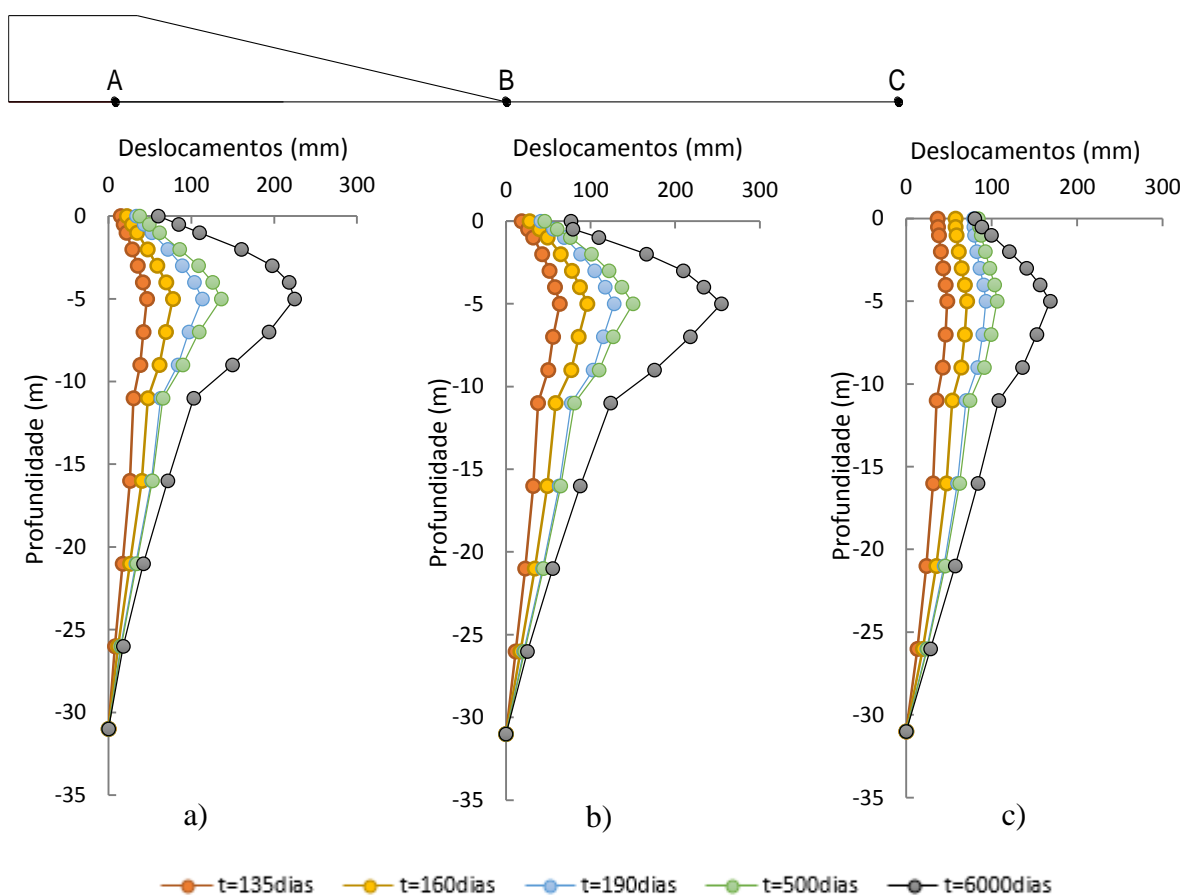 A B C
Deslocamentos (mm) Deslocamentos (mm) Deslocamentos (mm)
0 100 200 300 0 100 200 300 0 100 200 300
0 0 0
-5 -5 -5
-10 -10 -10
-15 -15 -15
-20 -20 -20
-25 -25 -25
-30 -30 -30
-35 -35 -35
Profundidade (m) Profundidade (m) Profundidade (m)
a) b) c)
t=135dias t=160dias t=190dias t=500dias t=6000dias